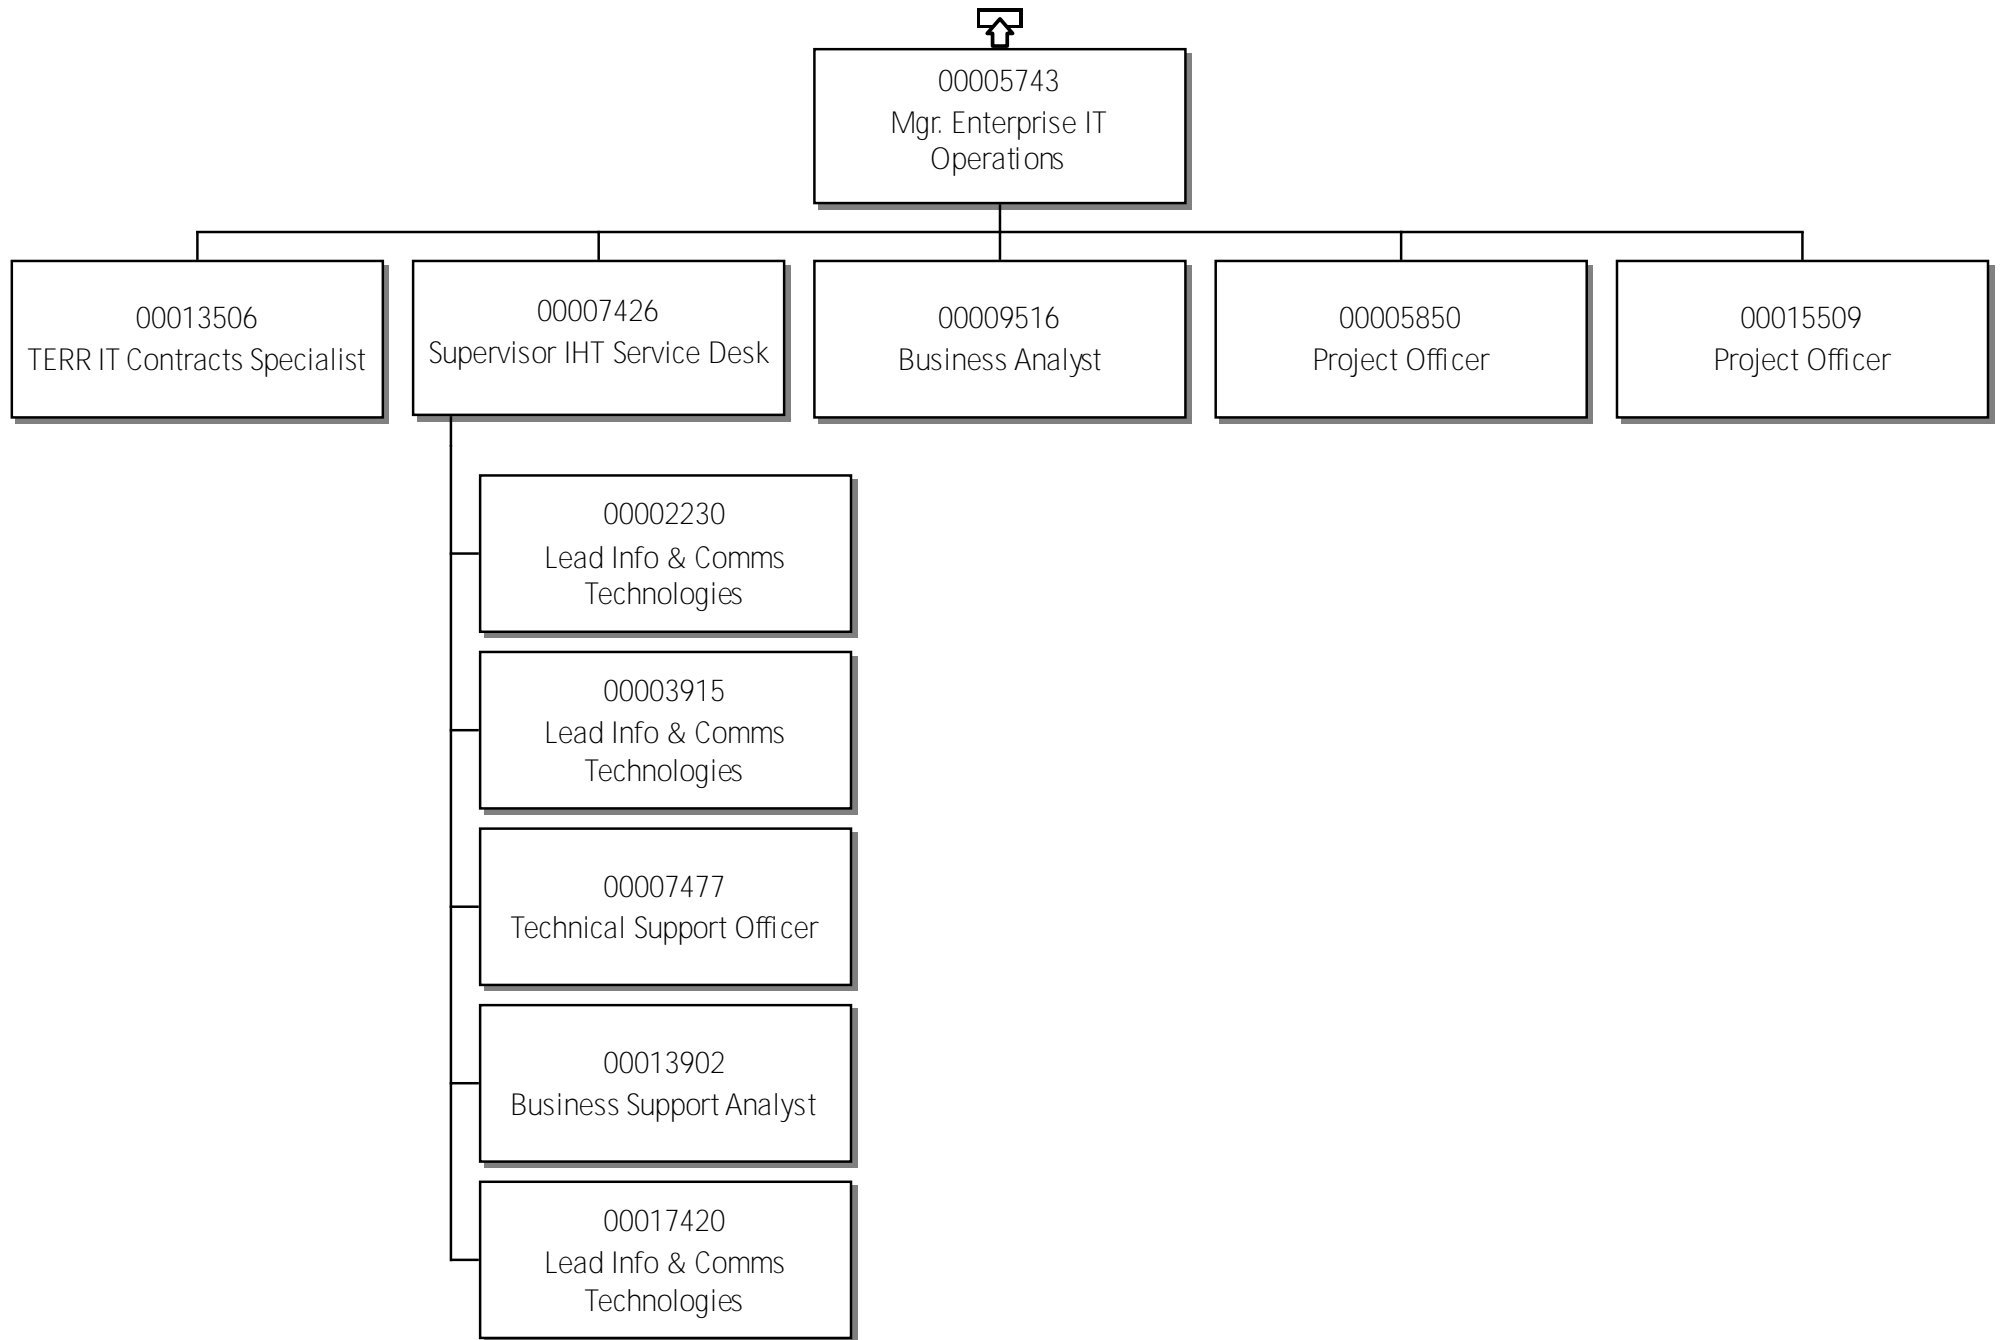 00005743
Mgr. Enterprise IT
Operations
00013506
TERR IT Contracts Specialist
00007426
Supervisor IHT Service Desk
00009516
Business Analyst
00005850
Project Officer
00015509
Project Officer
00002230
Lead Info & Comms
Technologies
00003915
Lead Info & Comms
Technologies
00007477
Technical Support Officer
00013902
Business Support Analyst
00017420
Lead Info & Comms
Technologies